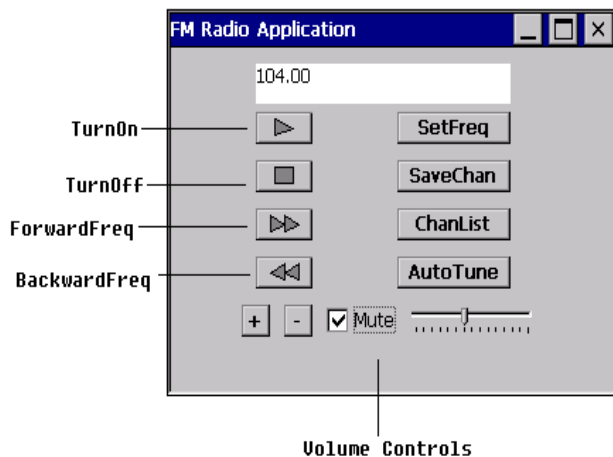 FM Radio Application
104.00
TurnOn
SetFreq
TurnOff
SaveChan
ForwardFreq
ChanList
BackwardFreq
AutoTune
+ - Mute
Volume Controls